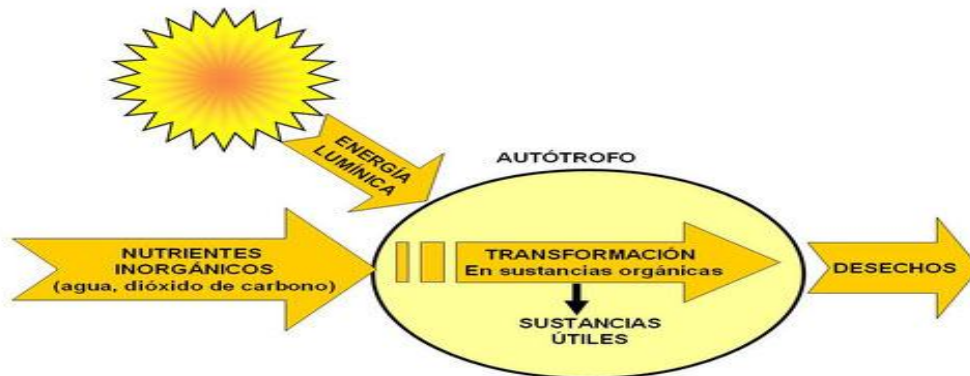 ENERGÍA
LUMÍNICA
AUTÓTROFO
NUTRIENTES
INORGÁNICOS
(agua, dióxido de carbono)
TRANSFORMACIÓN
En sustancias orgánicas
SUSTANCIAS
ÚTILES
DESECHOS